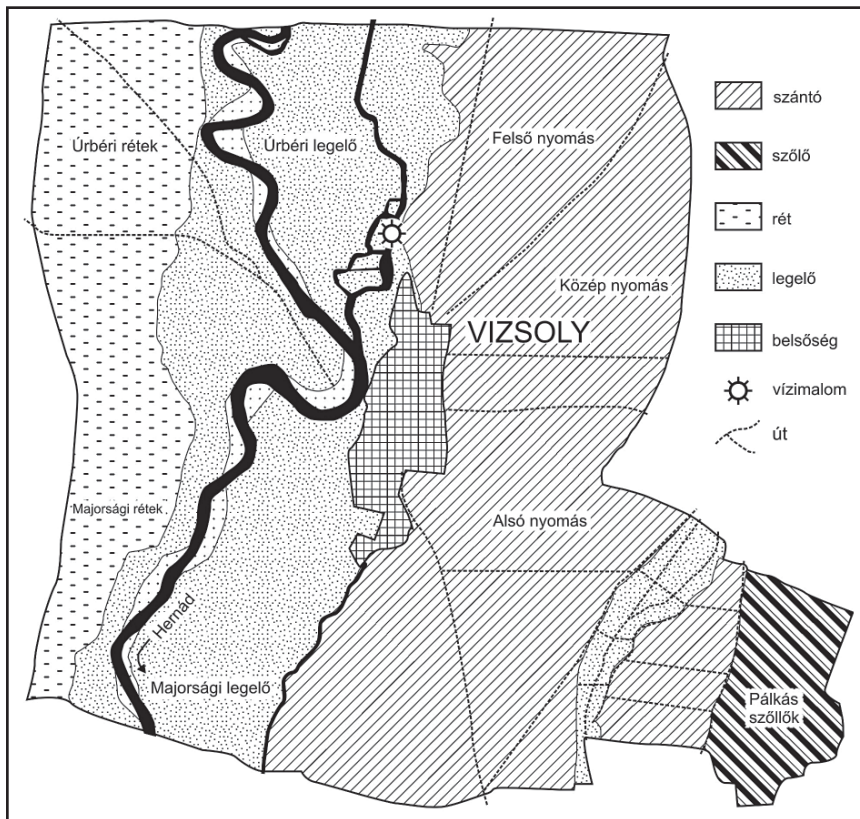 Úrbéri rétek
Úrbéri legelő
Felső nyomás
Közép nyomás
VIZSOLY
Majorsági rétek
Alsó nyomás
Hernád
Majorsági legelő
Pálkás
szőllők
szántó
szőlő
rét
legelő
belsőség
vízimalom
út